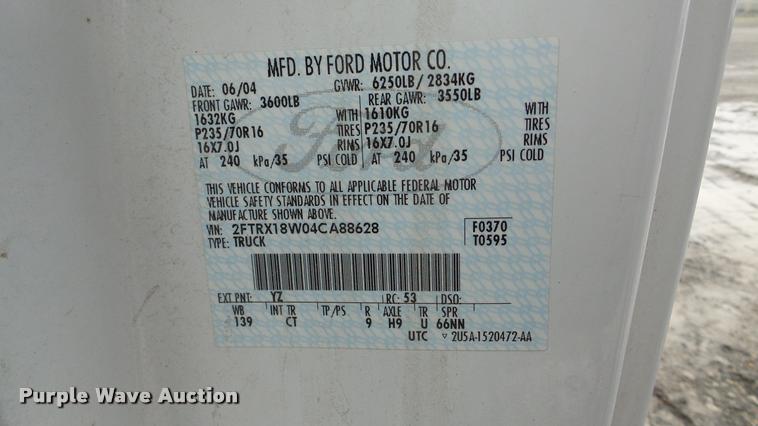 MFD. BY FORD MOTOR CO.
DATE: 06/04 GVWR: 6250LB/ 2834KG
FRONT GAWR: 3600LB REAR GAWR: 3550LB
1632KG WITH 1610KG WITH
P235/70R16 TIRES P235/70R16 TIRES
16X7.0J RIMS 16X7.0J RIMS
AT 240 kPa/35 PSI COLD AT 240 kPa/35 PSI COLD
Ford
THIS VEHICLE CONFORMS TO ALL APPLICABLE FEDERAL MOTOR
VEHICLE SAFETY STANDARDS IN EFFECT ON THE DATE OF
MANUFACTURE SHOWN ABOVE.
VIN: 2FTRX18W04CA88628 F0370
TYPE: TRUCK T0595
EXT PNT: YZ RC: 53 DSO:
WB INT TR TP/PS R AXLE TR SPR
139 CT 9 H9 U 66NN
UTC ▽ 2U5A-1520472-AA
Purple Wave Auction